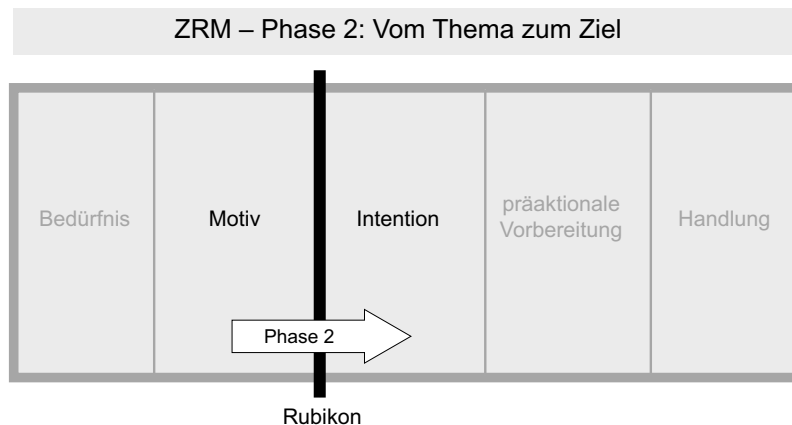 ZRM – Phase 2: Vom Thema zum Ziel
Bedürfnis
Motiv
Intention
präaktionale
Vorbereitung
Handlung
Phase 2
Rubikon